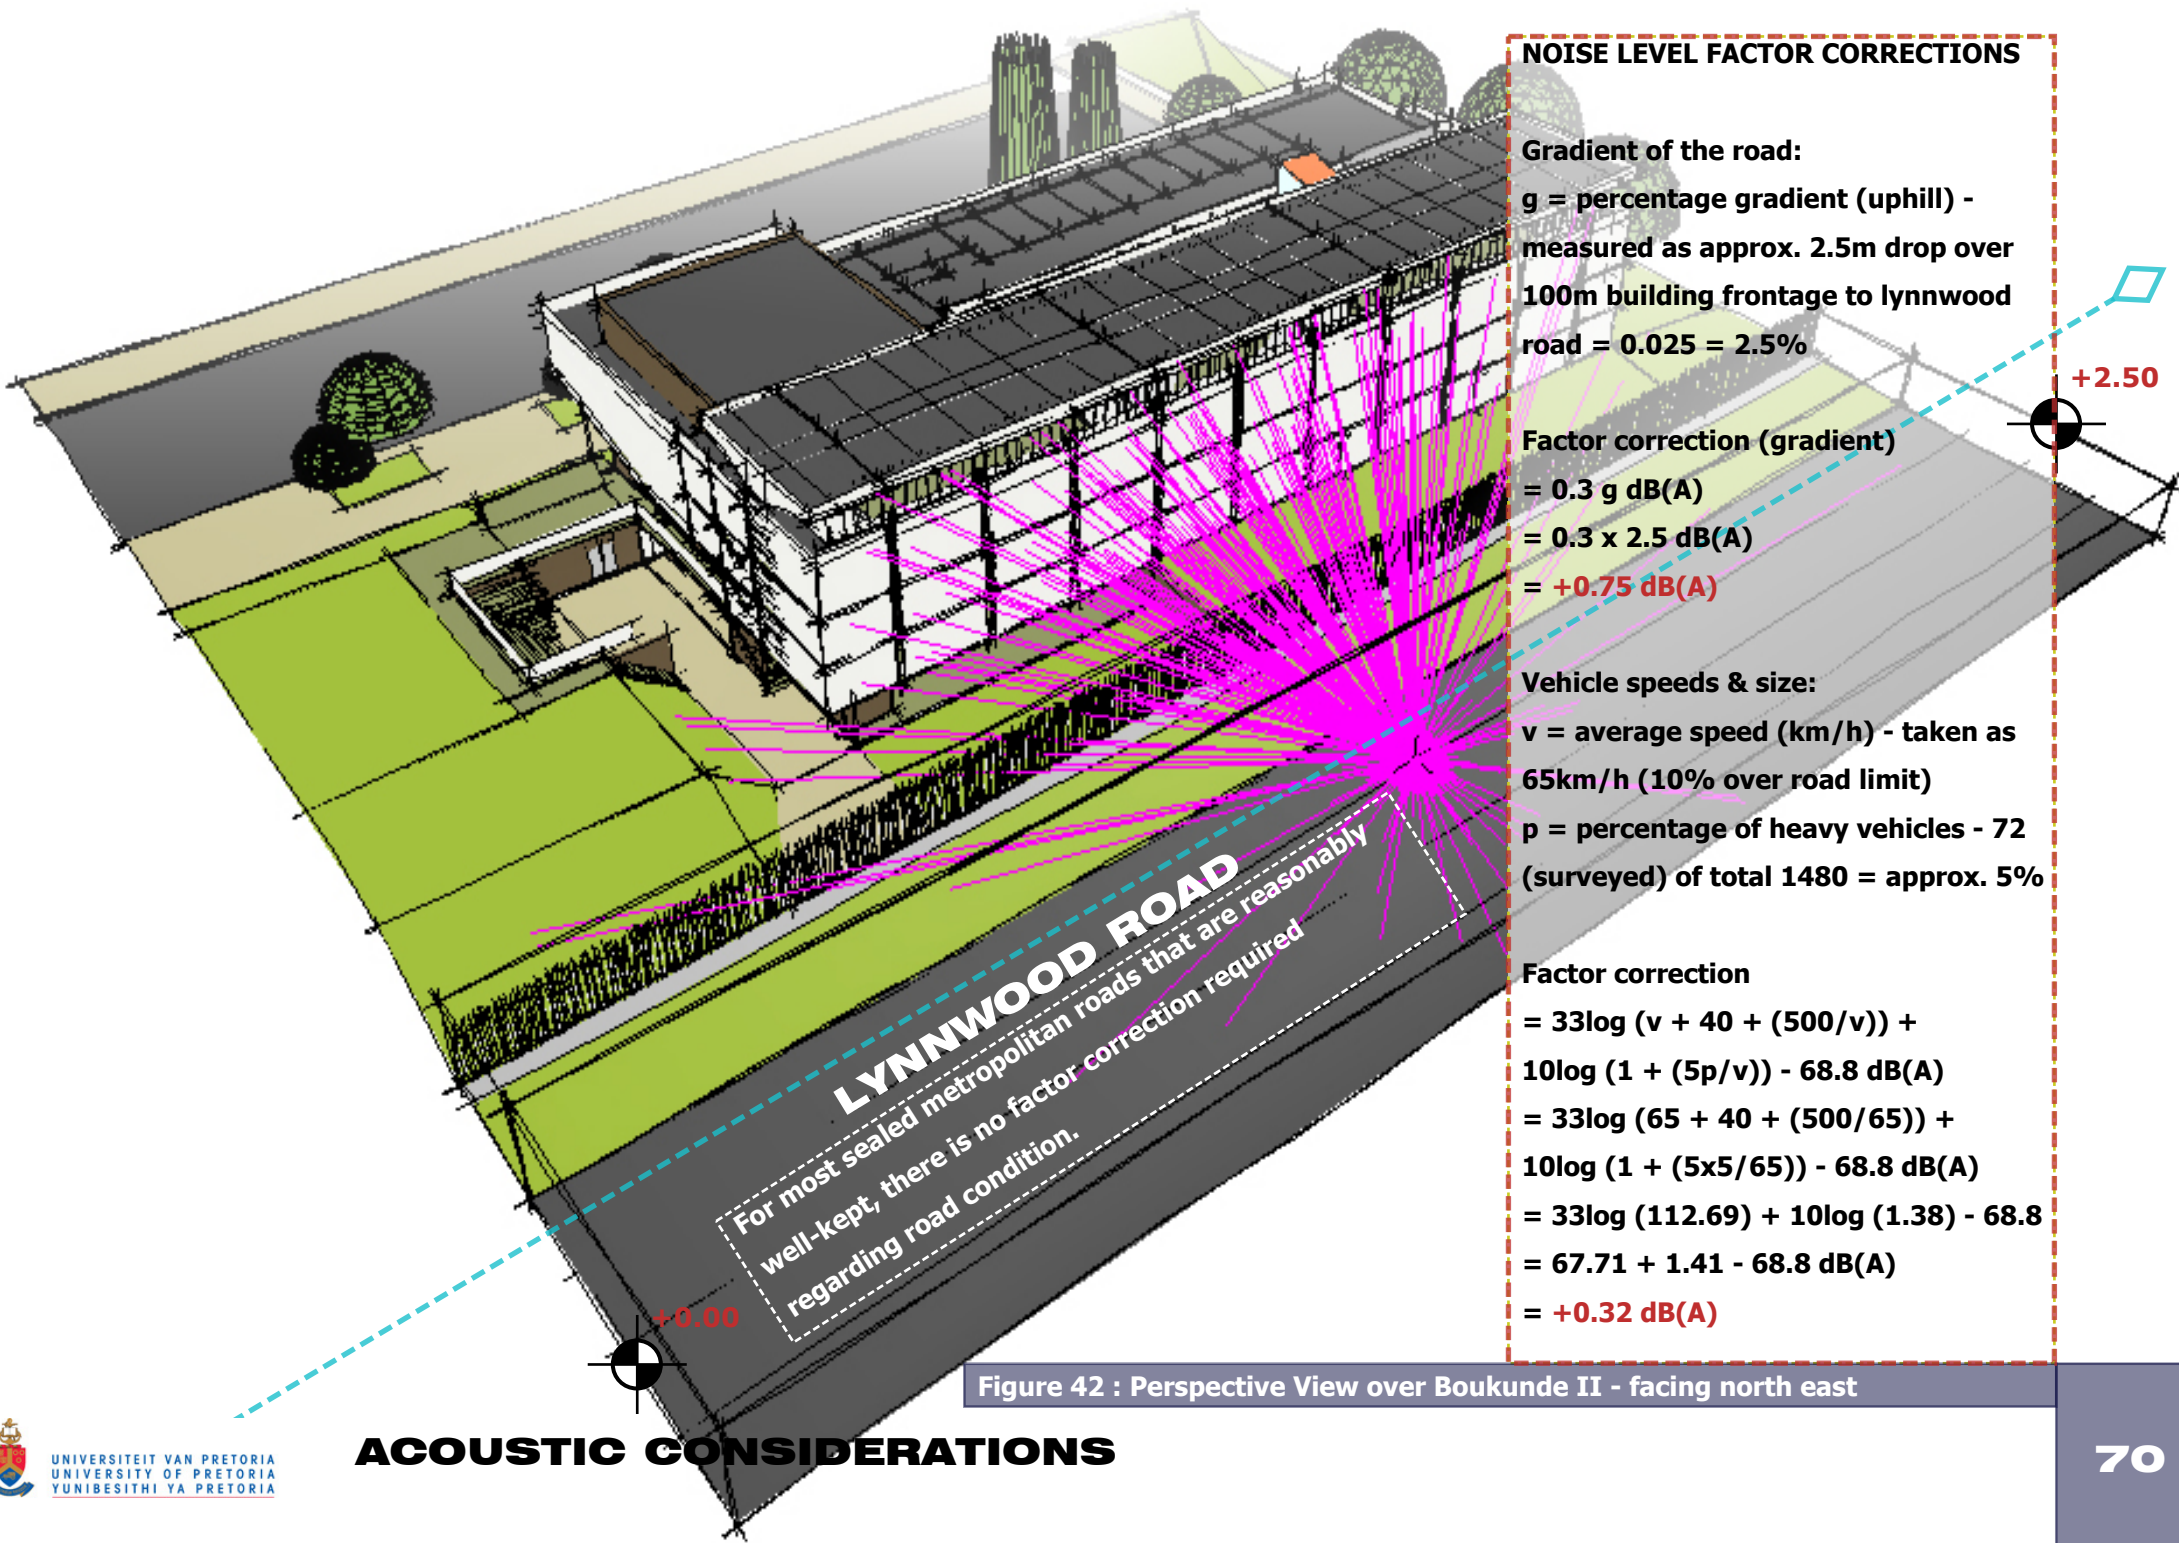 NOISE LEVEL FACTOR CORRECTIONS
Gradient of the road:
g = percentage gradient (uphill) -
measured as approx. 2.5m drop over
100m building frontage to lynnwood
road = 0.025 = 2.5%
+2.50
Factor correction (gradient)
= 0.3 g dB(A)
= 0.3 x 2.5 dB(A)
= +0.75 dB(A)
Vehicle speeds & size:
v = average speed (km/h) - taken as
65km/h (10% over road limit)
p = percentage of heavy vehicles - 72
(surveyed) of total 1480 = approx. 5%
Factor correction
= 33log (v + 40 + (500/v)) +
10log (1 + (5p/v)) - 68.8 dB(A)
= 33log (65 + 40 + (500/65)) +
10log (1 + (5x5/65)) - 68.8 dB(A)
= 33log (112.69) + 10log (1.38) - 68.8
= 67.71 + 1.41 - 68.8 dB(A)
= +0.32 dB(A)
LYNNWOOD ROAD
For most sealed metropolitan roads that are reasonably
well-kept, there is no factor correction required
regarding road condition.
+0.00
Figure 42 : Perspective View over Boukunde II - facing north east
UNIVERSITEIT VAN PRETORIA
UNIVERSITY OF PRETORIA
YUNIBESITHI YA PRETORIA
ACOUSTIC CONSIDERATIONS
70